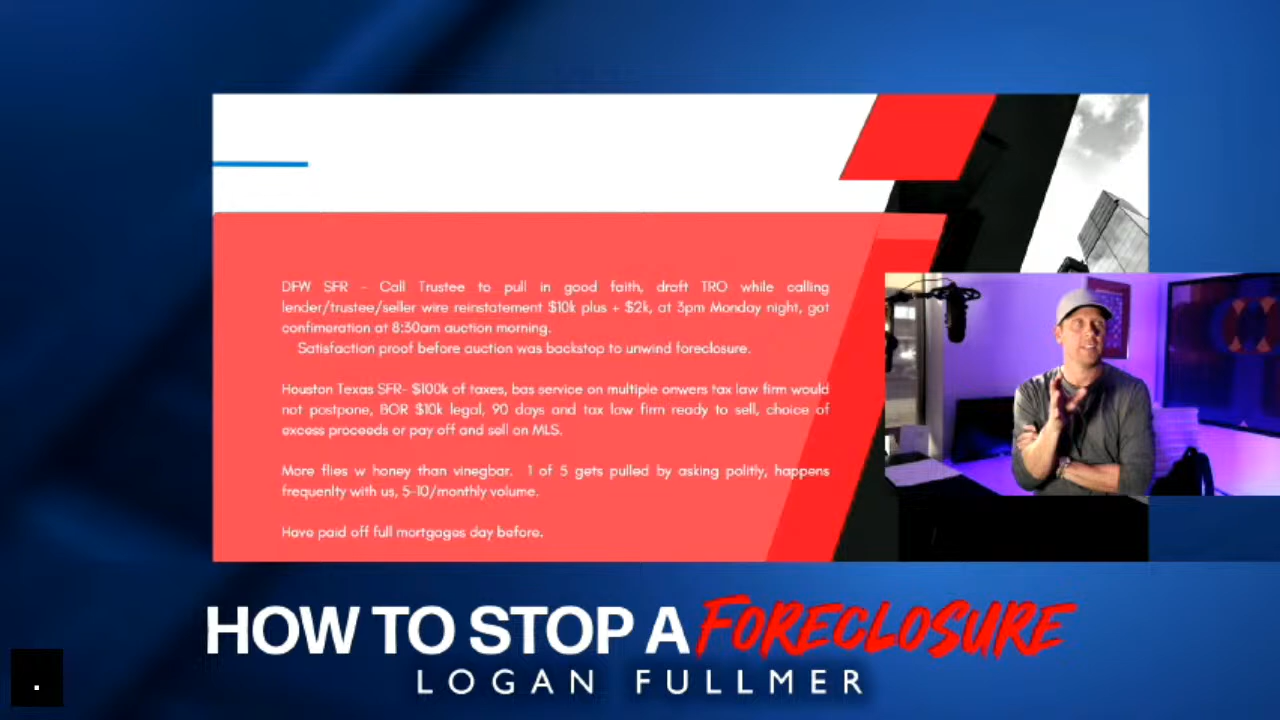 DFW SFR - Call Trustee to pull in good faith, draft TRO while calling
lender/trustee/seller wire reinstatement $10k plus + $2k, at 3pm Monday night, got
confimeration at 8:30am auction morning.
Satisfaction proof before auction was backstop to unwind foreclosure.
Houston Texas SFR- $100k of taxes, bas service on multiple onwers tax law firm would
not postpone, BOR $10k legal, 90 days and tax law firm ready to sell, choice of
excess proceeds or pay off and sell on MLS.
More flies w honey than vinegbar. 1 of 5 gets pulled by asking politly, happens
frequenlty with us, 5-10/monthly volume.
Have paid off full mortgages day before.
HOW TO STOP A FORECLOSURE
LOGAN FULLMER